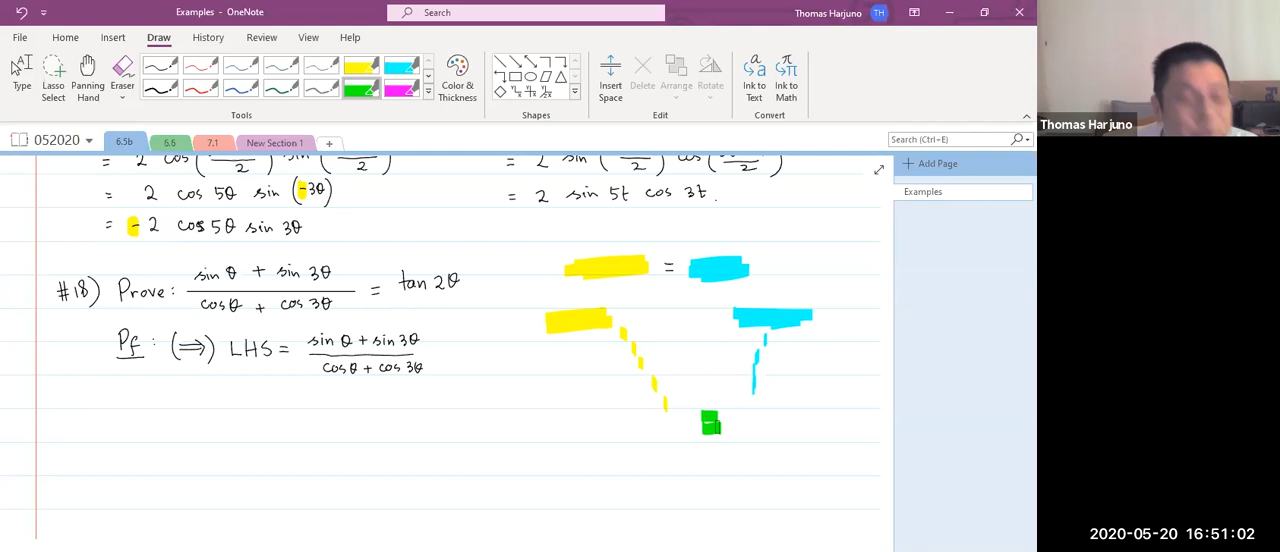 Examples - OneNote
Search
Thomas Harjuno
TH
File Home Insert Draw History Review View Help
Type
Lasso Select
Panning Hand
Eraser
Color & Thickness
Insert Space
Delete
Arrange
Rotate
Ink to Text
Ink to Math
Tools
Shapes
Edit
Convert
052020
6.5b
6.6
7.1
New Section 1
Search (Ctrl+E)
Add Page
Examples
= 2 cos 5θ sin (-3θ)
= -2 cos 5θ sin 3θ
= 2 sin 5t cos 3t.
#18) Prove: (sin θ + sin 3θ) / (cos θ + cos 3θ) = tan 2θ
Pf : (⟹) LHS = (sin θ + sin 3θ) / (cos θ + cos 3θ)
=
Thomas Harjuno
2020-05-20 16:51:02